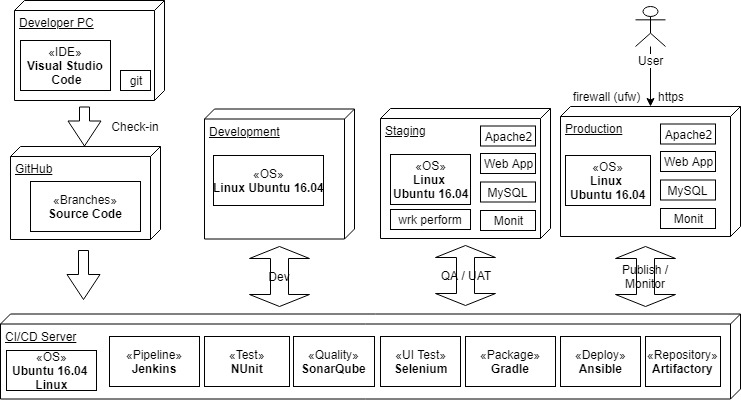 Developer PC
«IDE»
Visual Studio
Code
git
Check-in
GitHub
«Branches»
Source Code
Development
«OS»
Linux Ubuntu 16.04
Dev
Staging
«OS»
Linux
Ubuntu 16.04
wrk perform
Apache2
Web App
MySQL
Monit
QA / UAT
User
firewall (ufw)
https
Production
«OS»
Linux
Ubuntu 16.04
Apache2
Web App
MySQL
Monit
Publish /
Monitor
CI/CD Server
«OS»
Ubuntu 16.04
Linux
«Pipeline»
Jenkins
«Test»
NUnit
«Quality»
SonarQube
«UI Test»
Selenium
«Package»
Gradle
«Deploy»
Ansible
«Repository»
Artifactory